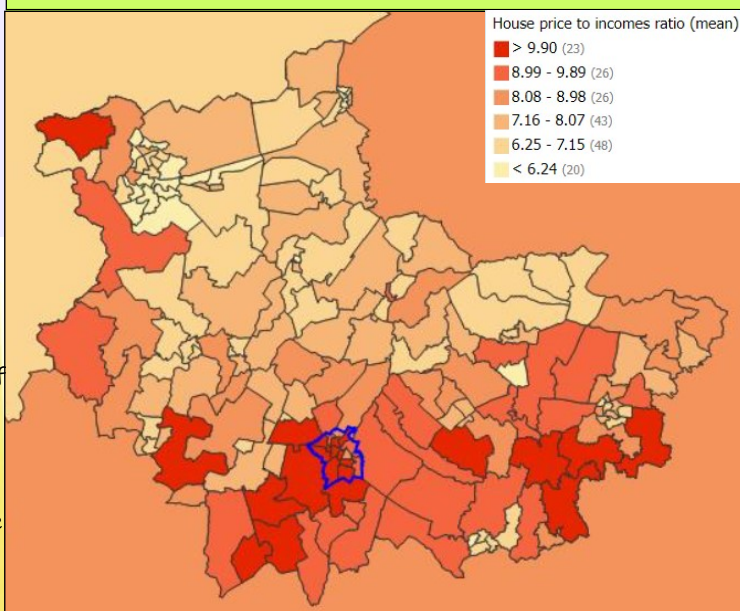 House price to incomes ratio (mean)
> 9.90 (23)
8.99 - 9.89 (26)
8.08 - 8.98 (26)
7.16 - 8.07 (43)
6.25 - 7.15 (48)
< 6.24 (20)